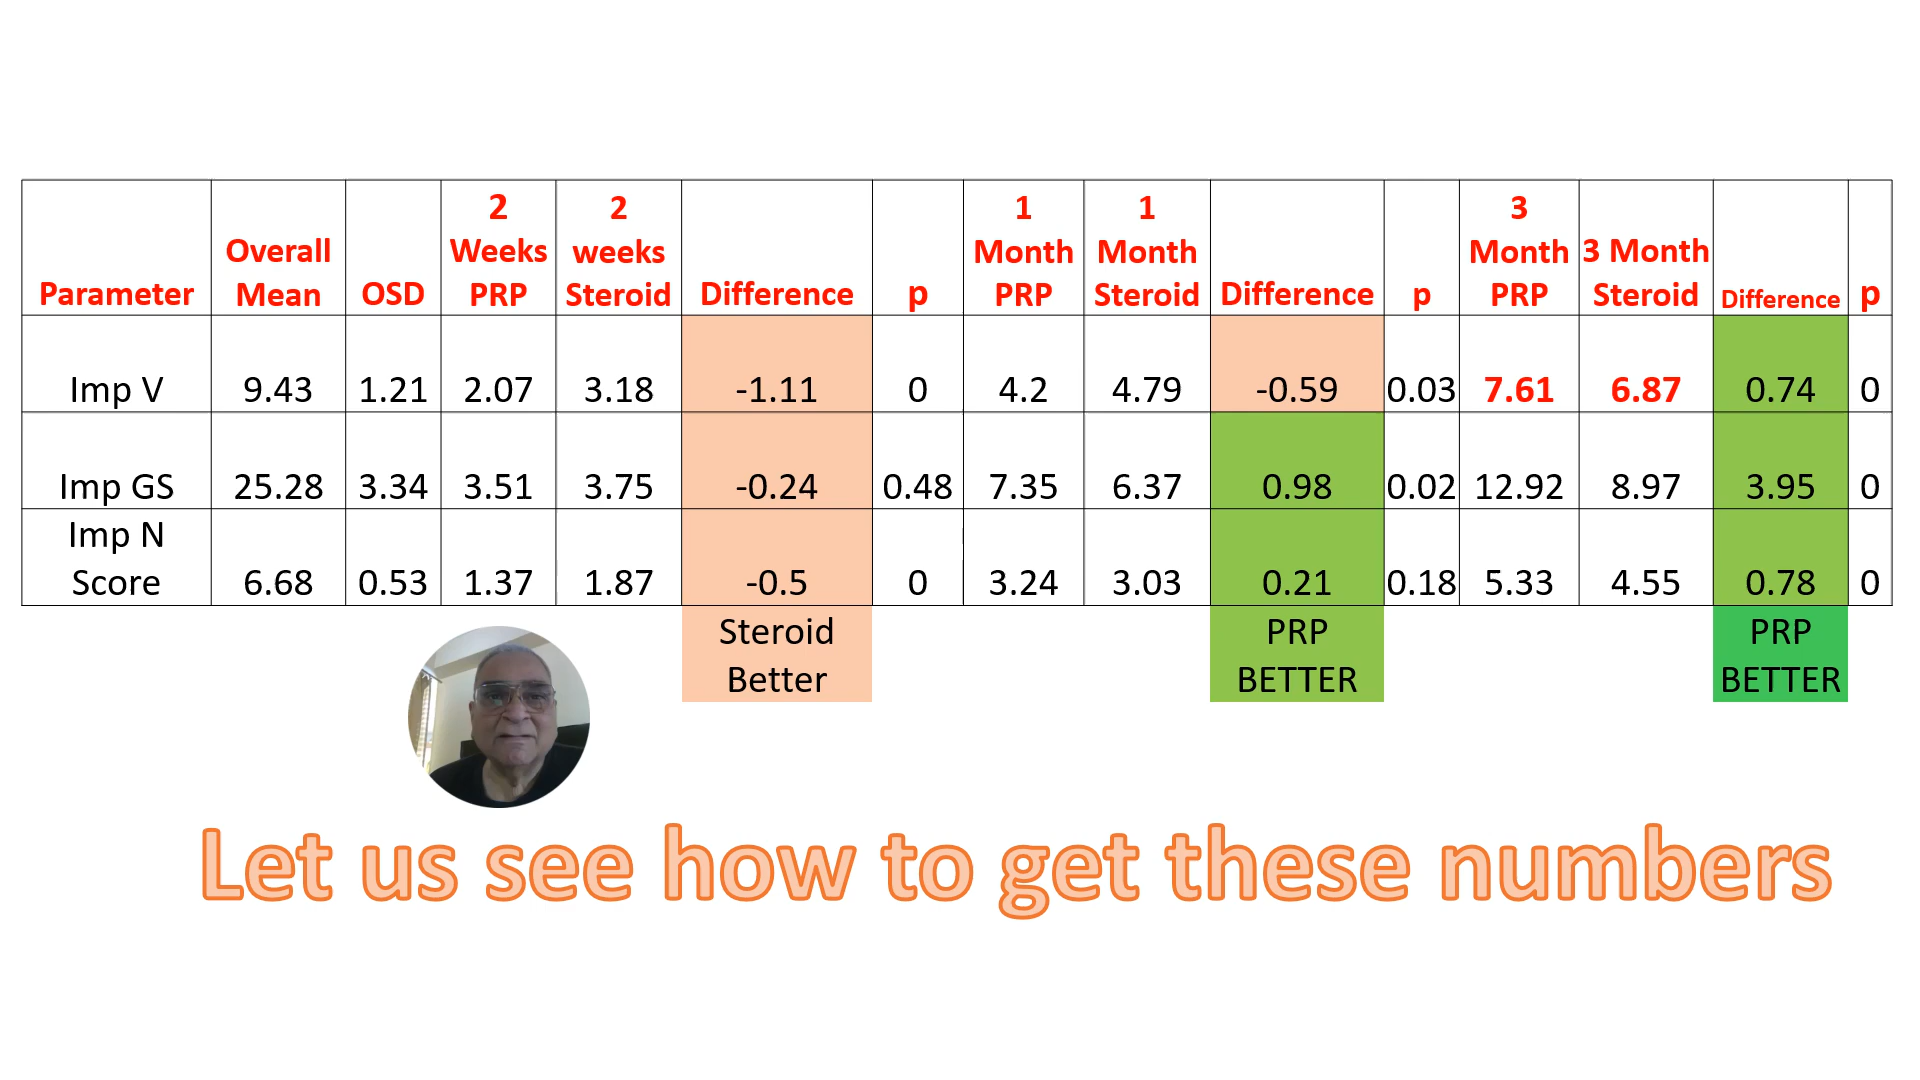 Parameter Overall Mean OSD 2 Weeks PRP 2 weeks Steroid Difference p 1 Month PRP 1 Month Steroid Difference p 3 Month PRP 3 Month Steroid Difference p
Imp V 9.43 1.21 2.07 3.18 -1.11 0 4.2 4.79 -0.59 0.03 7.61 6.87 0.74 0
Imp GS 25.28 3.34 3.51 3.75 -0.24 0.48 7.35 6.37 0.98 0.02 12.92 8.97 3.95 0
Imp N Score 6.68 0.53 1.37 1.87 -0.5 0 3.24 3.03 0.21 0.18 5.33 4.55 0.78 0
Steroid Better PRP BETTER PRP BETTER
Let us see how to get these numbers